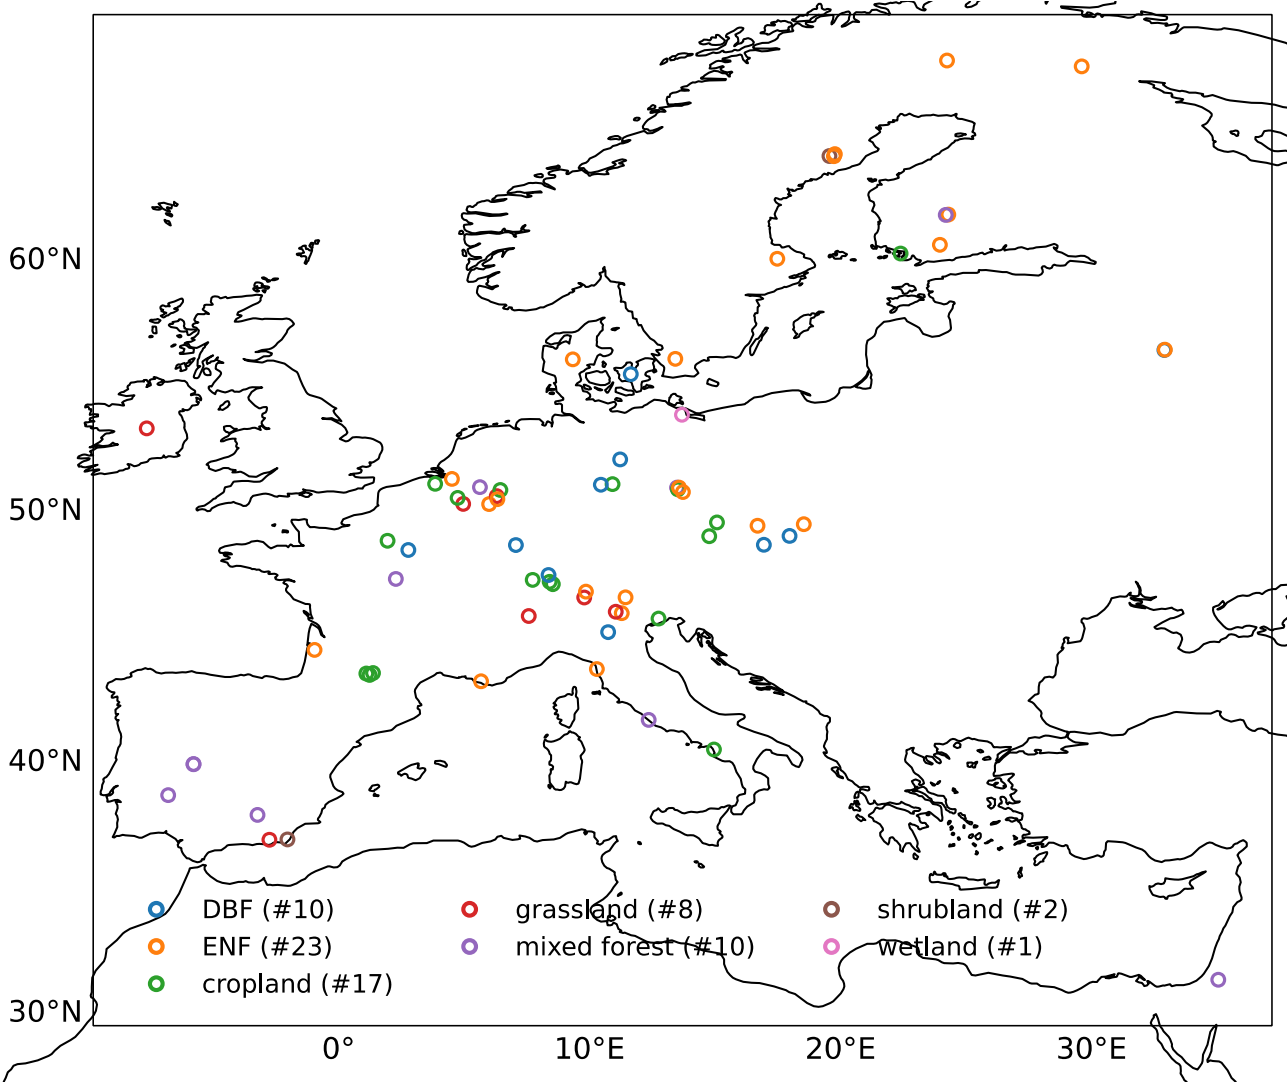 60°N
50°N
40°N
30°N
DBF (#10)
grassland (#8)
shrubland (#2)
ENF (#23)
mixed forest (#10)
wetland (#1)
cropland (#17)
0°
10°E
20°E
30°E